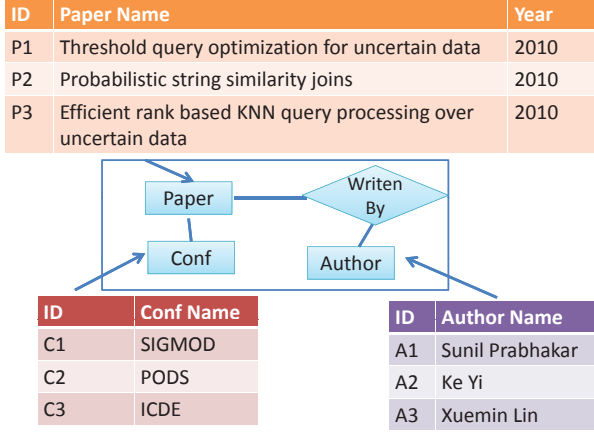 ID Paper Name Year
P1 Threshold query optimization for uncertain data 2010
P2 Probabilistic string similarity joins 2010
P3 Efficient rank based KNN query processing over 2010
uncertain data
Writen
Paper
By
Conf
Author
ID Conf Name
C1 SIGMOD
C2 PODS
C3 ICDE
ID Author Name
A1 Sunil Prabhakar
A2 Ke Yi
A3 Xuemin Lin